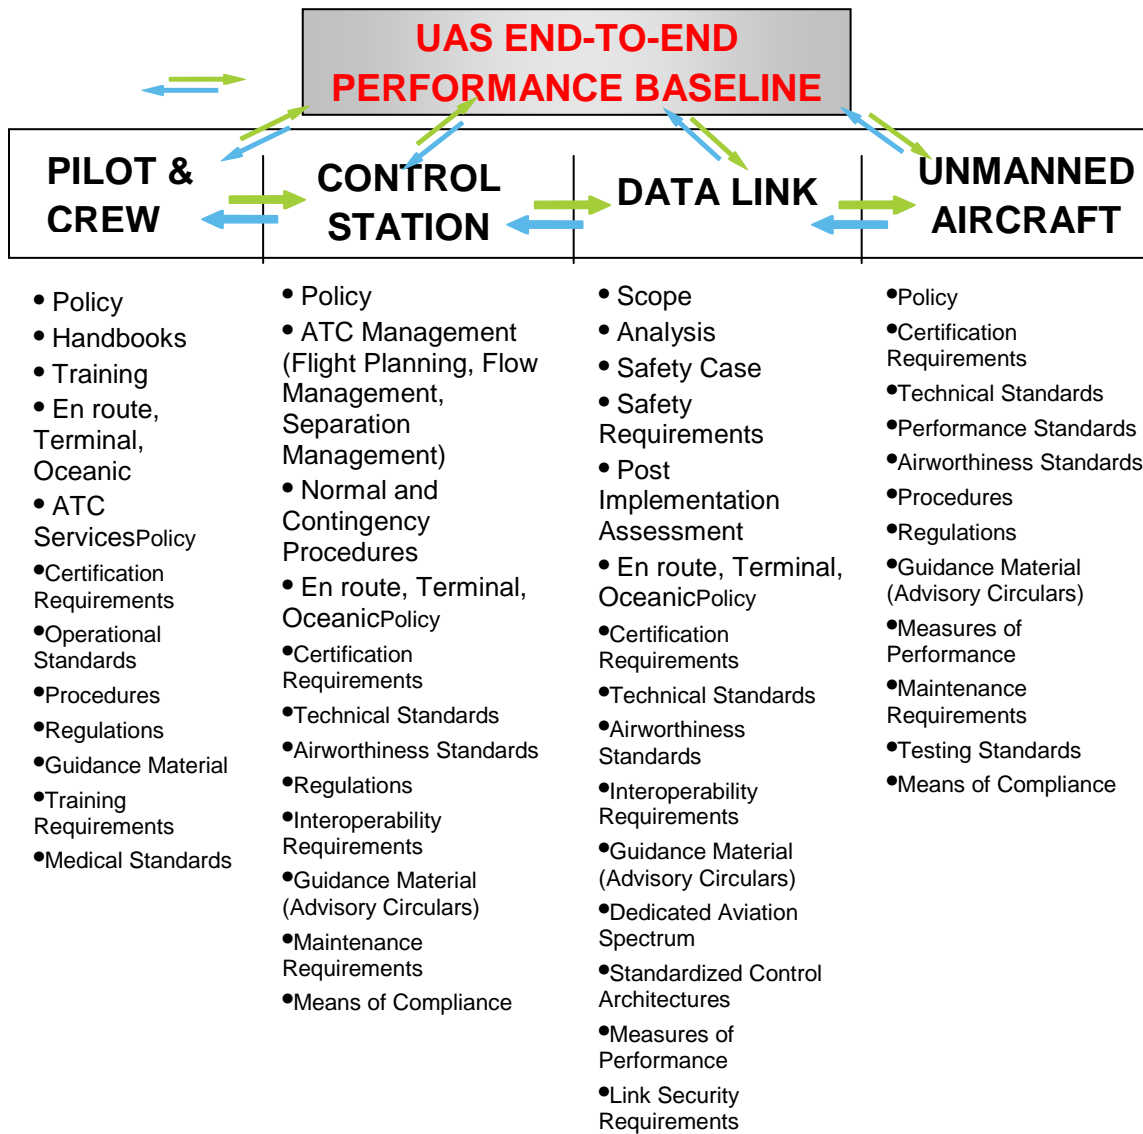 UAS END-TO-END
PERFORMANCE BASELINE
PILOT &
CREW
CONTROL
STATION
DATA LINK
UNMANNED
AIRCRAFT
• Policy
• Handbooks
• Training
• En route,
Terminal,
Oceanic
• ATC
ServicesPolicy
•Certification
Requirements
•Operational
Standards
•Procedures
•Regulations
•Guidance Material
•Training
Requirements
•Medical Standards
• Policy
• ATC Management
(Flight Planning, Flow
Management,
Separation
Management)
• Normal and
Contingency
Procedures
• En route, Terminal,
OceanicPolicy
•Certification
Requirements
•Technical Standards
•Airworthiness Standards
•Regulations
•Interoperability
Requirements
•Guidance Material
(Advisory Circulars)
•Maintenance
Requirements
•Means of Compliance
• Scope
• Analysis
• Safety Case
• Safety
Requirements
• Post
Implementation
Assessment
• En route, Terminal,
OceanicPolicy
•Certification
Requirements
•Technical Standards
•Airworthiness
Standards
•Interoperability
Requirements
•Guidance Material
(Advisory Circulars)
•Dedicated Aviation
Spectrum
•Standardized Control
Architectures
•Measures of
Performance
•Link Security
Requirements
•Policy
•Certification
Requirements
•Technical Standards
•Performance Standards
•Airworthiness Standards
•Procedures
•Regulations
•Guidance Material
(Advisory Circulars)
•Measures of
Performance
•Maintenance
Requirements
•Testing Standards
•Means of Compliance